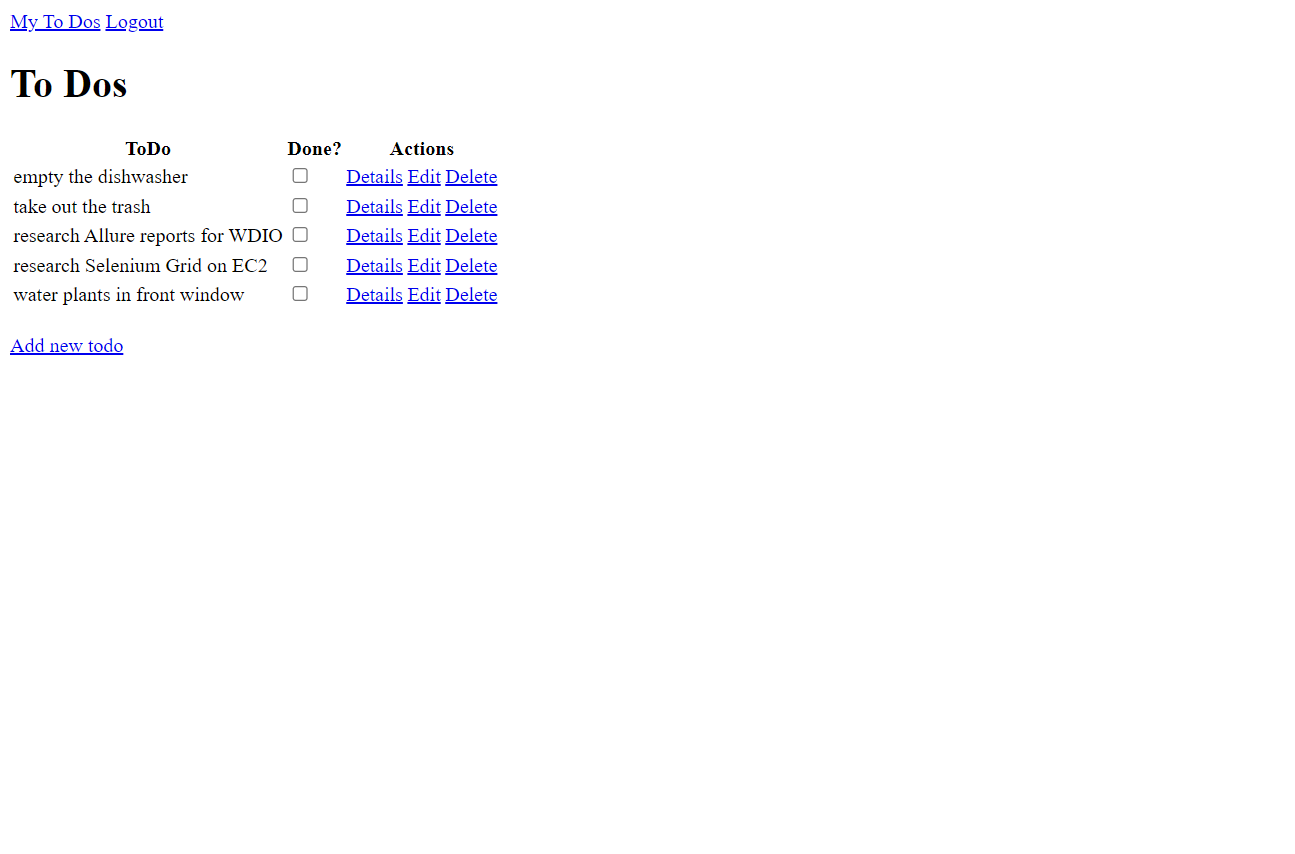 My To Dos Logout
To Dos
ToDo Done? Actions
empty the dishwasher Details Edit Delete
take out the trash Details Edit Delete
research Allure reports for WDIO Details Edit Delete
research Selenium Grid on EC2 Details Edit Delete
water plants in front window Details Edit Delete
Add new todo